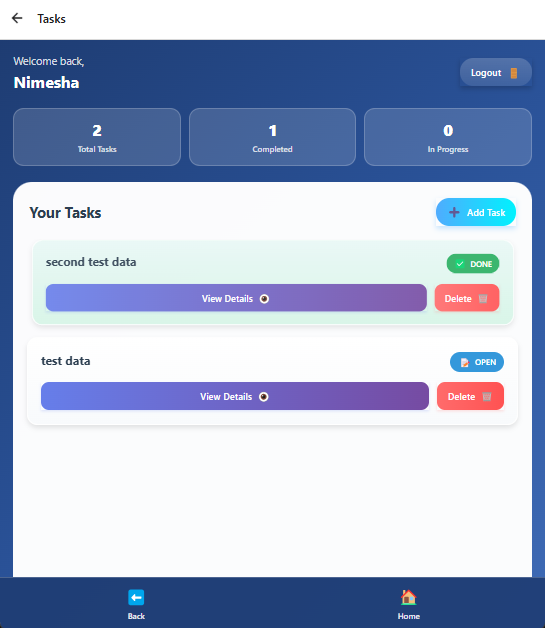 Tasks
Welcome back,
Nimesha
Logout
2
Total Tasks
1
Completed
0
In Progress
Your Tasks
Add Task
second test data
DONE
View Details
Delete
test data
OPEN
View Details
Delete
Back
Home